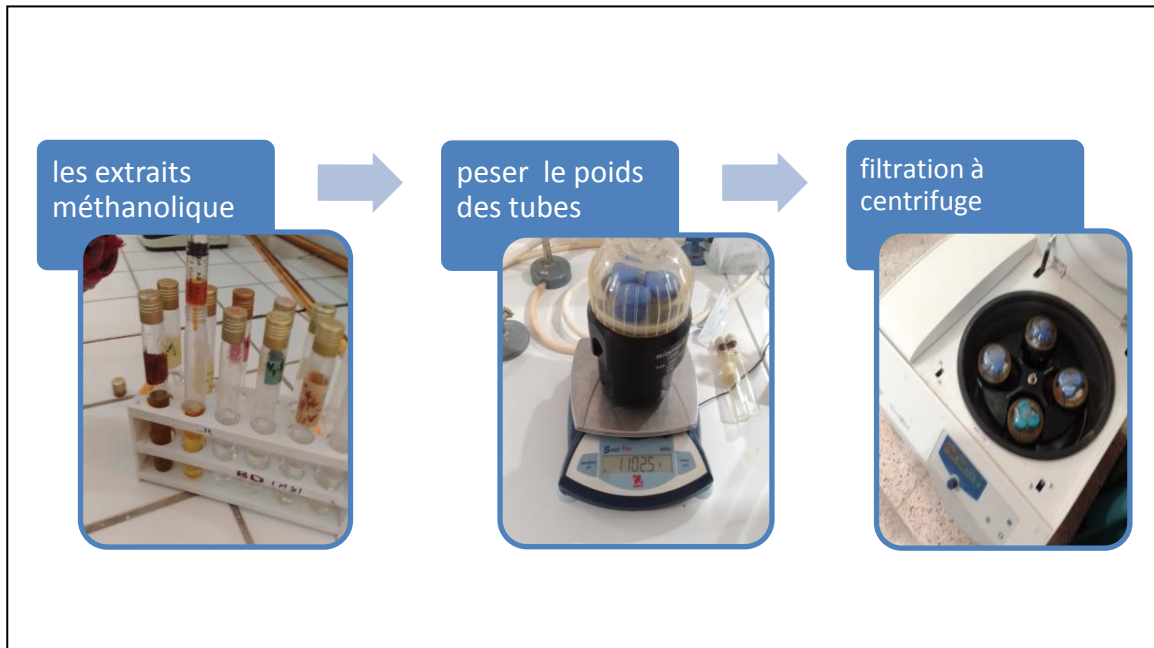 les extraits
méthanolique
peser le poids
des tubes
filtration à
centrifuge